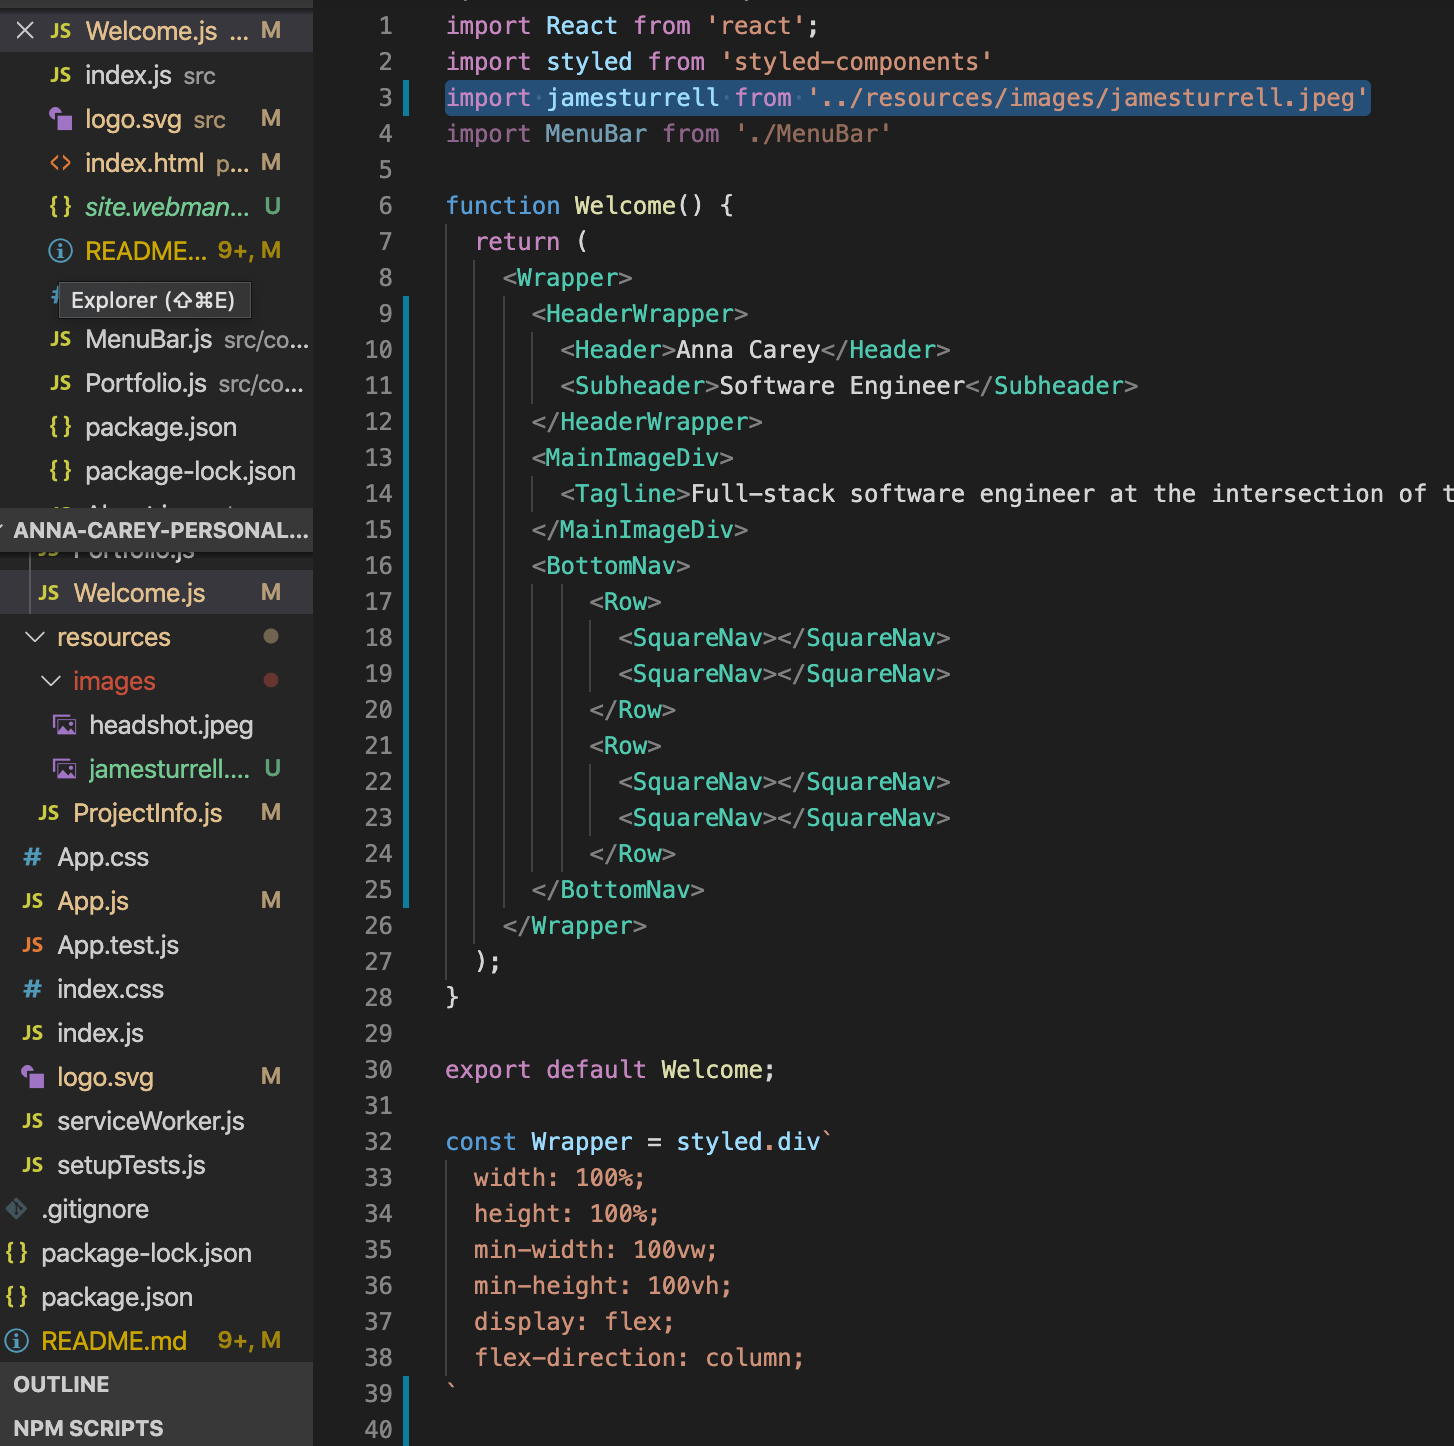 JS Welcome.js ... M
JS index.js src
logo.svg src M
<> index.html p... M
{} site.webman... U
README... 9+, M
#
Explorer (⇧⌘E)
JS MenuBar.js src/co...
JS Portfolio.js src/co...
{} package.json
{} package-lock.json
ANNA-CAREY-PERSONAL...
JS Portfolio.js
JS Welcome.js M
resources
images
headshot.jpeg
jamesturrell.... U
JS ProjectInfo.js M
# App.css
JS App.js M
JS App.test.js
# index.css
JS index.js
logo.svg M
JS serviceWorker.js
JS setupTests.js
.gitignore
{} package-lock.json
{} package.json
README.md 9+, M
OUTLINE
NPM SCRIPTS
1 import React from 'react';
2 import styled from 'styled-components'
3 import jamesturrell from '../resources/images/jamesturrell.jpeg'
4 import MenuBar from './MenuBar'
5
6 function Welcome() {
7 return (
8 <Wrapper>
9 <HeaderWrapper>
10 <Header>Anna Carey</Header>
11 <Subheader>Software Engineer</Subheader>
12 </HeaderWrapper>
13 <MainImageDiv>
14 <Tagline>Full-stack software engineer at the intersection of t
15 </MainImageDiv>
16 <BottomNav>
17 <Row>
18 <SquareNav></SquareNav>
19 <SquareNav></SquareNav>
20 </Row>
21 <Row>
22 <SquareNav></SquareNav>
23 <SquareNav></SquareNav>
24 </Row>
25 </BottomNav>
26 </Wrapper>
27 );
28 }
29
30 export default Welcome;
31
32 const Wrapper = styled.div`
33 width: 100%;
34 height: 100%;
35 min-width: 100vw;
36 min-height: 100vh;
37 display: flex;
38 flex-direction: column;
39 `
40